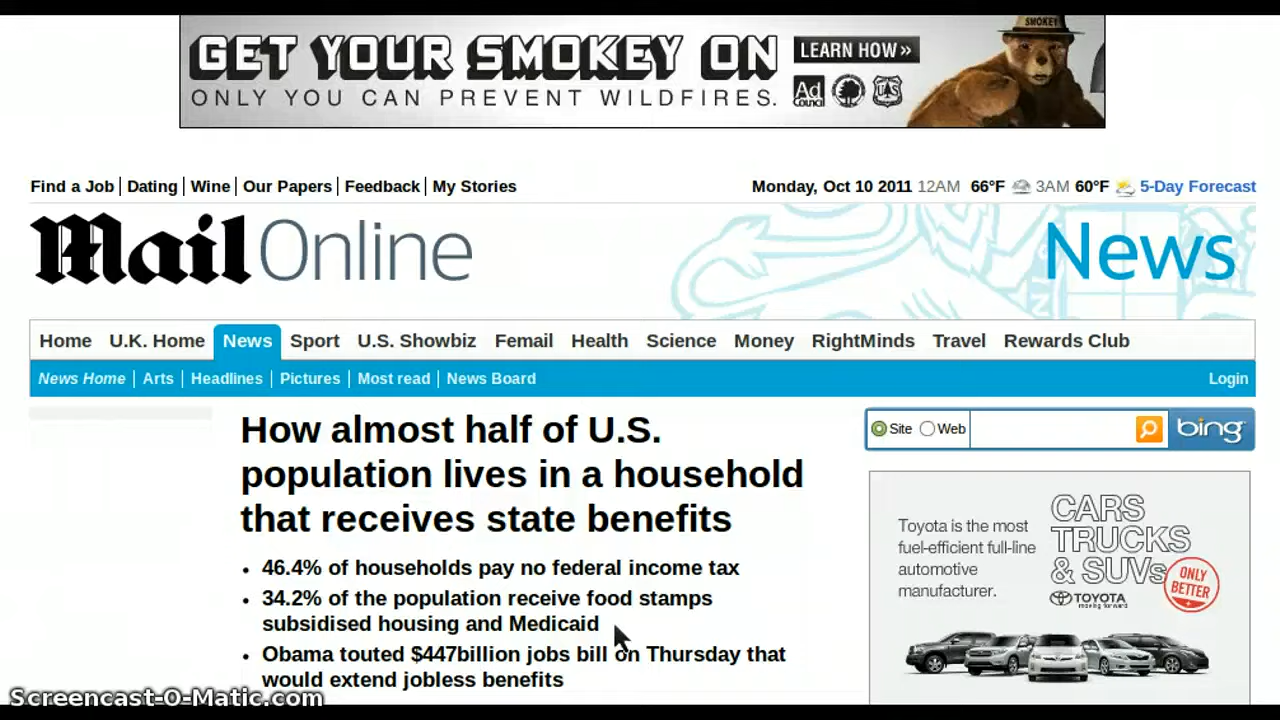 SMOKEY
GET YOUR SMOKEY ON
LEARN HOW »
ONLY YOU CAN PREVENT WILDFIRES.
Ad Council
UAS
Find a Job | Dating | Wine | Our Papers | Feedback | My Stories
Monday, Oct 10 2011 12AM 66°F 3AM 60°F 5-Day Forecast
Mail Online
News
Home U.K. Home News Sport U.S. Showbiz Femail Health Science Money RightMinds Travel Rewards Club
News Home | Arts | Headlines | Pictures | Most read | News Board
Login
How almost half of U.S.
population lives in a household
that receives state benefits
• 46.4% of households pay no federal income tax
• 34.2% of the population receive food stamps
subsidised housing and Medicaid
• Obama touted $447billion jobs bill on Thursday that
would extend jobless benefits
Site Web bing
Toyota is the most
fuel-efficient full-line
automotive
manufacturer.
CARS
TRUCKS
& SUVs
ONLY
BETTER
TOYOTA
moving forward
Screencast-O-Matic.com